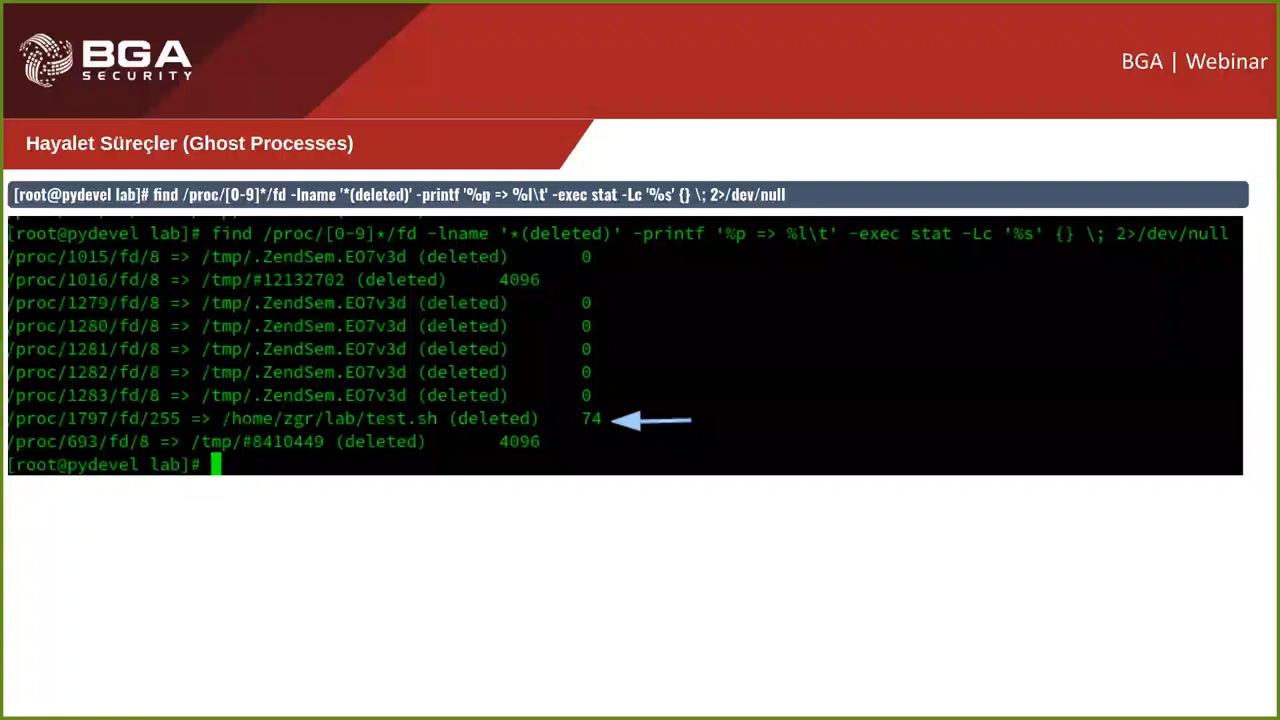 BGA
SECURITY
BGA | Webinar
Hayalet Süreçler (Ghost Processes)
[root@pydevel lab]# find /proc/[0-9]*/fd -lname '*(deleted)' -printf '%p => %l\t' -exec stat -Lc '%s' {} \; 2>/dev/null
[root@pydevel lab]# find /proc/[0-9]*/fd -lname '*(deleted)' -printf '%p => %l\t' -exec stat -Lc '%s' {} \; 2>/dev/null
/proc/1015/fd/8 => /tmp/.ZendSem.EO7v3d (deleted) 0
/proc/1016/fd/8 => /tmp/#12132702 (deleted) 4096
/proc/1279/fd/8 => /tmp/.ZendSem.EO7v3d (deleted) 0
/proc/1280/fd/8 => /tmp/.ZendSem.EO7v3d (deleted) 0
/proc/1281/fd/8 => /tmp/.ZendSem.EO7v3d (deleted) 0
/proc/1282/fd/8 => /tmp/.ZendSem.EO7v3d (deleted) 0
/proc/1283/fd/8 => /tmp/.ZendSem.EO7v3d (deleted) 0
/proc/1797/fd/255 => /home/zgr/lab/test.sh (deleted) 74
/proc/693/fd/8 => /tmp/#8410449 (deleted) 4096
[root@pydevel lab]#